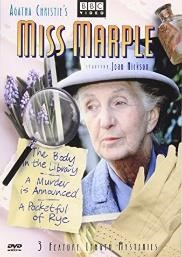 Agatha Christie's
BBC
VIDEO
MISS MARPLE
starring Joan Hickson
The Body
in the Library
A Murder
is Announced
A Pocketful
of Rye
DVD
3 Feature Length Mysteries